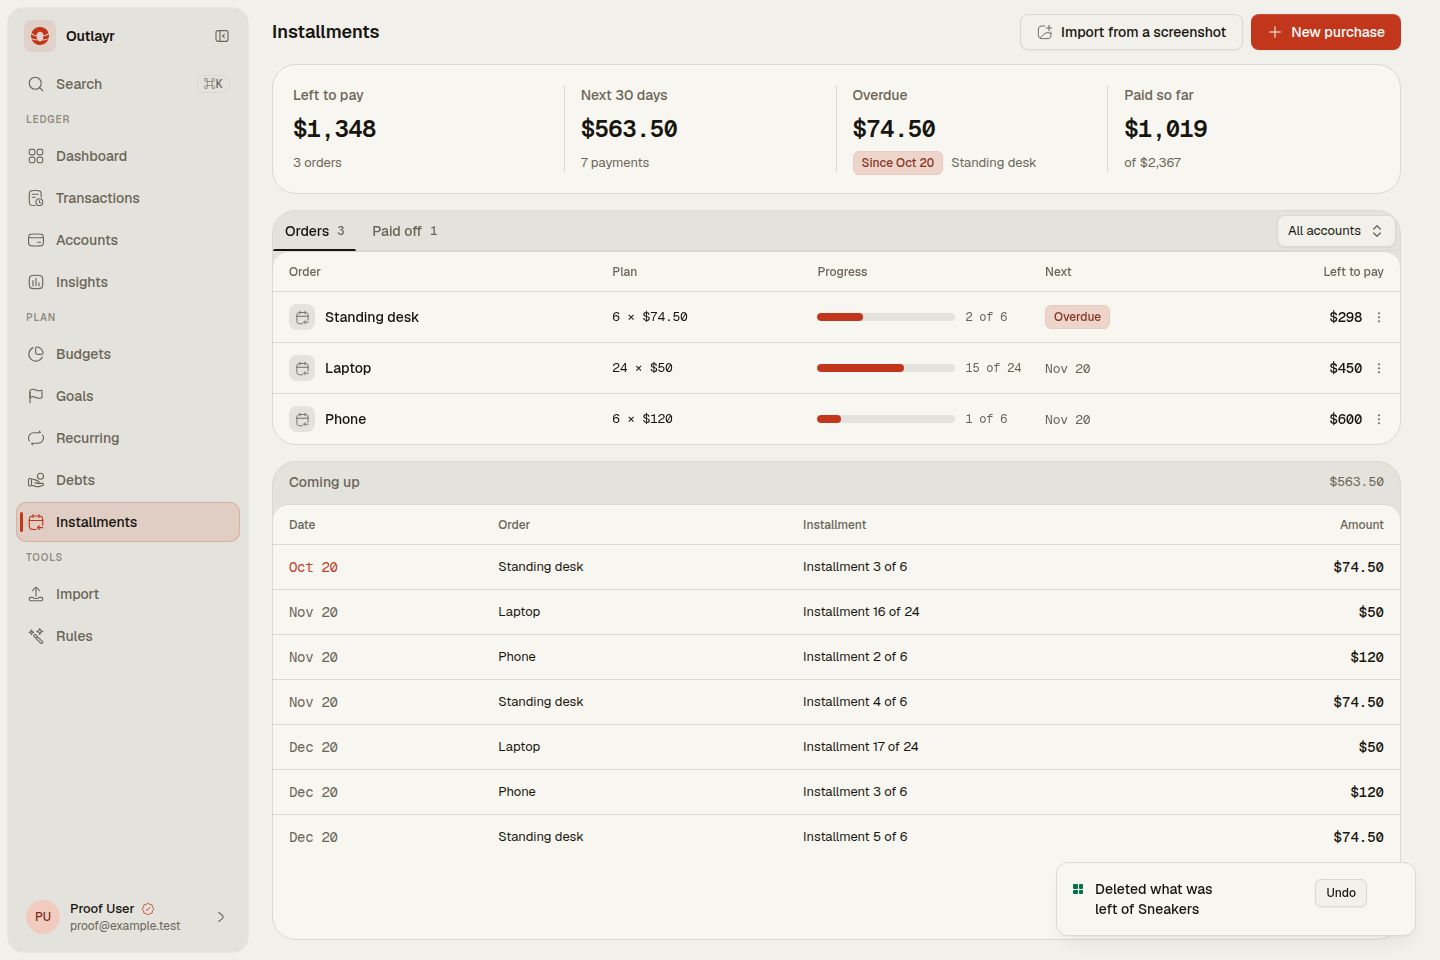 Outlayr
Search ⌘K
LEDGER
Dashboard
Transactions
Accounts
Insights
PLAN
Budgets
Goals
Recurring
Debts
Installments
TOOLS
Import
Rules
PU
Proof User
proof@example.test
Installments
Import from a screenshot
New purchase
Left to pay
$1,348
3 orders
Next 30 days
$563.50
7 payments
Overdue
$74.50
Since Oct 20 Standing desk
Paid so far
$1,019
of $2,367
Orders 3 Paid off 1 All accounts
Order Plan Progress Next Left to pay
Standing desk 6 × $74.50 2 of 6 Overdue $298
Laptop 24 × $50 15 of 24 Nov 20 $450
Phone 6 × $120 1 of 6 Nov 20 $600
Coming up $563.50
Date Order Installment Amount
Oct 20 Standing desk Installment 3 of 6 $74.50
Nov 20 Laptop Installment 16 of 24 $50
Nov 20 Phone Installment 2 of 6 $120
Nov 20 Standing desk Installment 4 of 6 $74.50
Dec 20 Laptop Installment 17 of 24 $50
Dec 20 Phone Installment 3 of 6 $120
Dec 20 Standing desk Installment 5 of 6 $74.50
Deleted what was
left of Sneakers
Undo